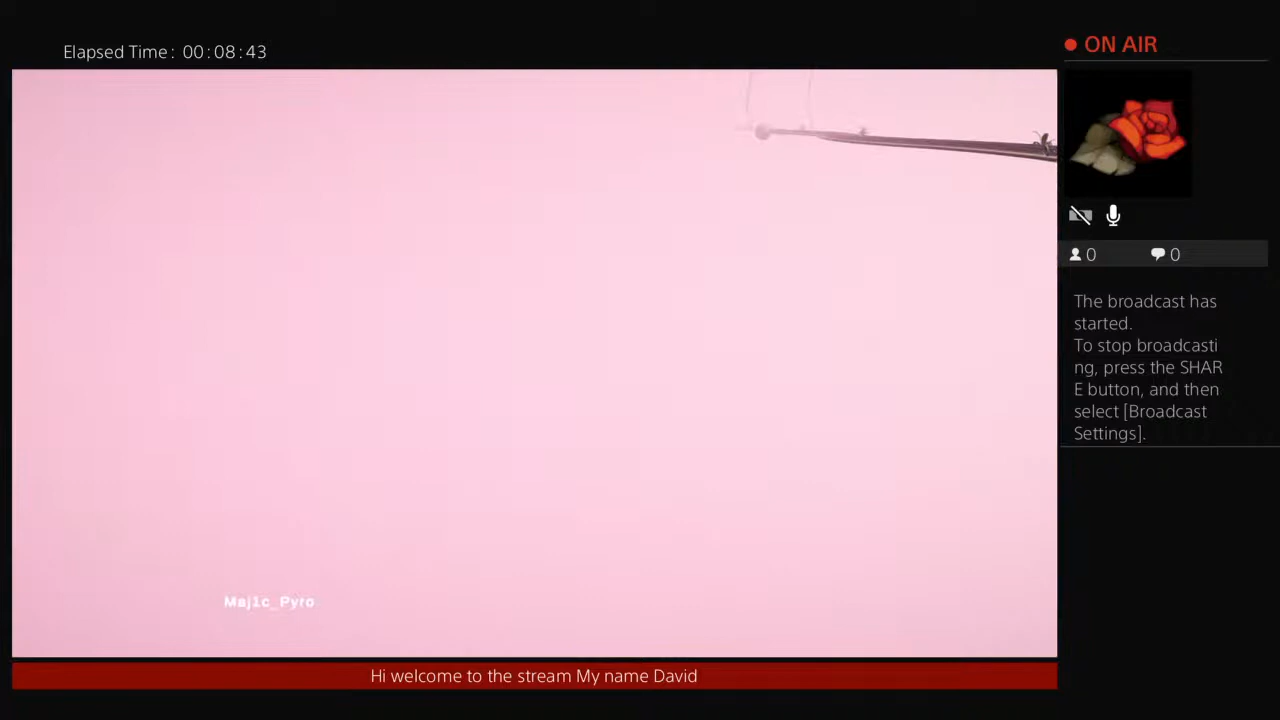 Elapsed Time: 00:08:43
ON AIR
0 0
The broadcast has
started.
To stop broadcasti
ng, press the SHAR
E button, and then
select [Broadcast
Settings].
Maj1c_Pyro
Hi welcome to the stream My name David